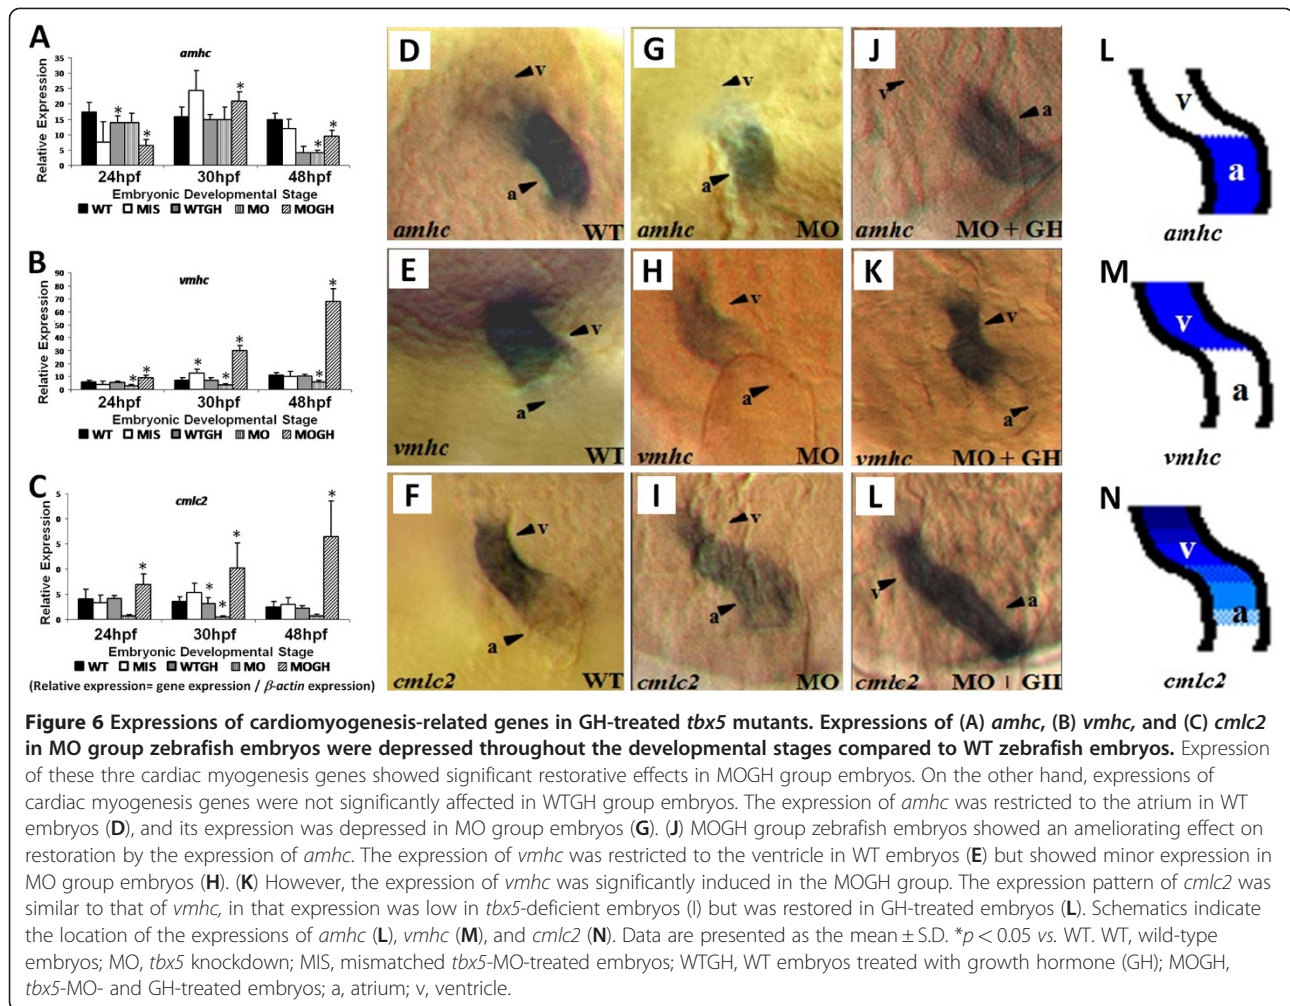 A
amhc
Relative Expression
35
30
25
20
15
10
5
0
*
*
*
*
*
24hpf 30hpf 48hpf
Embryonic Developmental Stage
WT MIS WTGH MO MOGH
B
vmhc
Relative Expression
90
80
70
60
50
40
30
20
10
0
*
*
*
*
*
*
*
24hpf 30hpf 48hpf
Embryonic Developmental Stage
WT MIS WTGH MO MOGH
C
cmlc2
Relative Expression
5
0
5
0
5
0
*
*
*
*
*
24hpf 30hpf 48hpf
Embryonic Developmental Stage
WT MIS WTGH MO MOGH
(Relative expression= gene expression / β-actin expression)
D
v
a
amhc WT
G
v
a
amhc MO
J
v
a
amhc MO + GH
L
v
a
amhc
E
v
a
vmhc WT
H
v
a
vmhc MO
K
v
a
vmhc MO + GH
M
v
a
vmhc
F
v
a
cmlc2 WT
I
v
a
cmlc2 MO
L
v
a
cmlc2 MO + GH
N
v
a
cmlc2
Figure 6 Expressions of cardiomyogenesis-related genes in GH-treated tbx5 mutants. Expressions of (A) amhc, (B) vmhc, and (C) cmlc2
in MO group zebrafish embryos were depressed throughout the developmental stages compared to WT zebrafish embryos. Expression
of these thre cardiac myogenesis genes showed significant restorative effects in MOGH group embryos. On the other hand, expressions of
cardiac myogenesis genes were not significantly affected in WTGH group embryos. The expression of amhc was restricted to the atrium in WT
embryos (D), and its expression was depressed in MO group embryos (G). (J) MOGH group zebrafish embryos showed an ameliorating effect on
restoration by the expression of amhc. The expression of vmhc was restricted to the ventricle in WT embryos (E) but showed minor expression in
MO group embryos (H). (K) However, the expression of vmhc was significantly induced in the MOGH group. The expression pattern of cmlc2 was
similar to that of vmhc, in that expression was low in tbx5-deficient embryos (I) but was restored in GH-treated embryos (L). Schematics indicate
the location of the expressions of amhc (L), vmhc (M), and cmlc2 (N). Data are presented as the mean ± S.D. *p < 0.05 vs. WT. WT, wild-type
embryos; MO, tbx5 knockdown; MIS, mismatched tbx5-MO-treated embryos; WTGH, WT embryos treated with growth hormone (GH); MOGH,
tbx5-MO- and GH-treated embryos; a, atrium; v, ventricle.